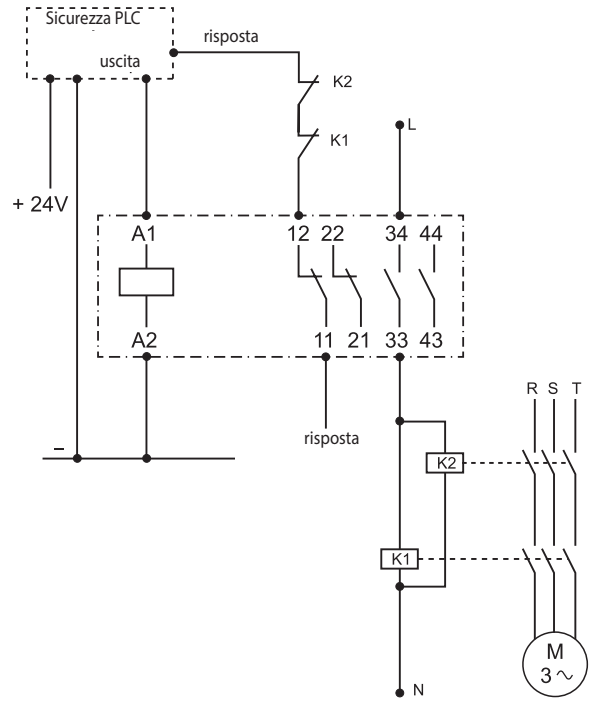 Sicurezza PLC
risposta
uscita
K2
K1
L
+ 24V
A1 12 22 34 44
A2 11 21 33 43
R S T
–
risposta
K2
K1
M
3 ~
N